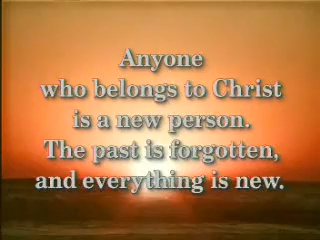 Anyone
who belongs to Christ
is a new person.
The past is forgotten,
and everything is new.